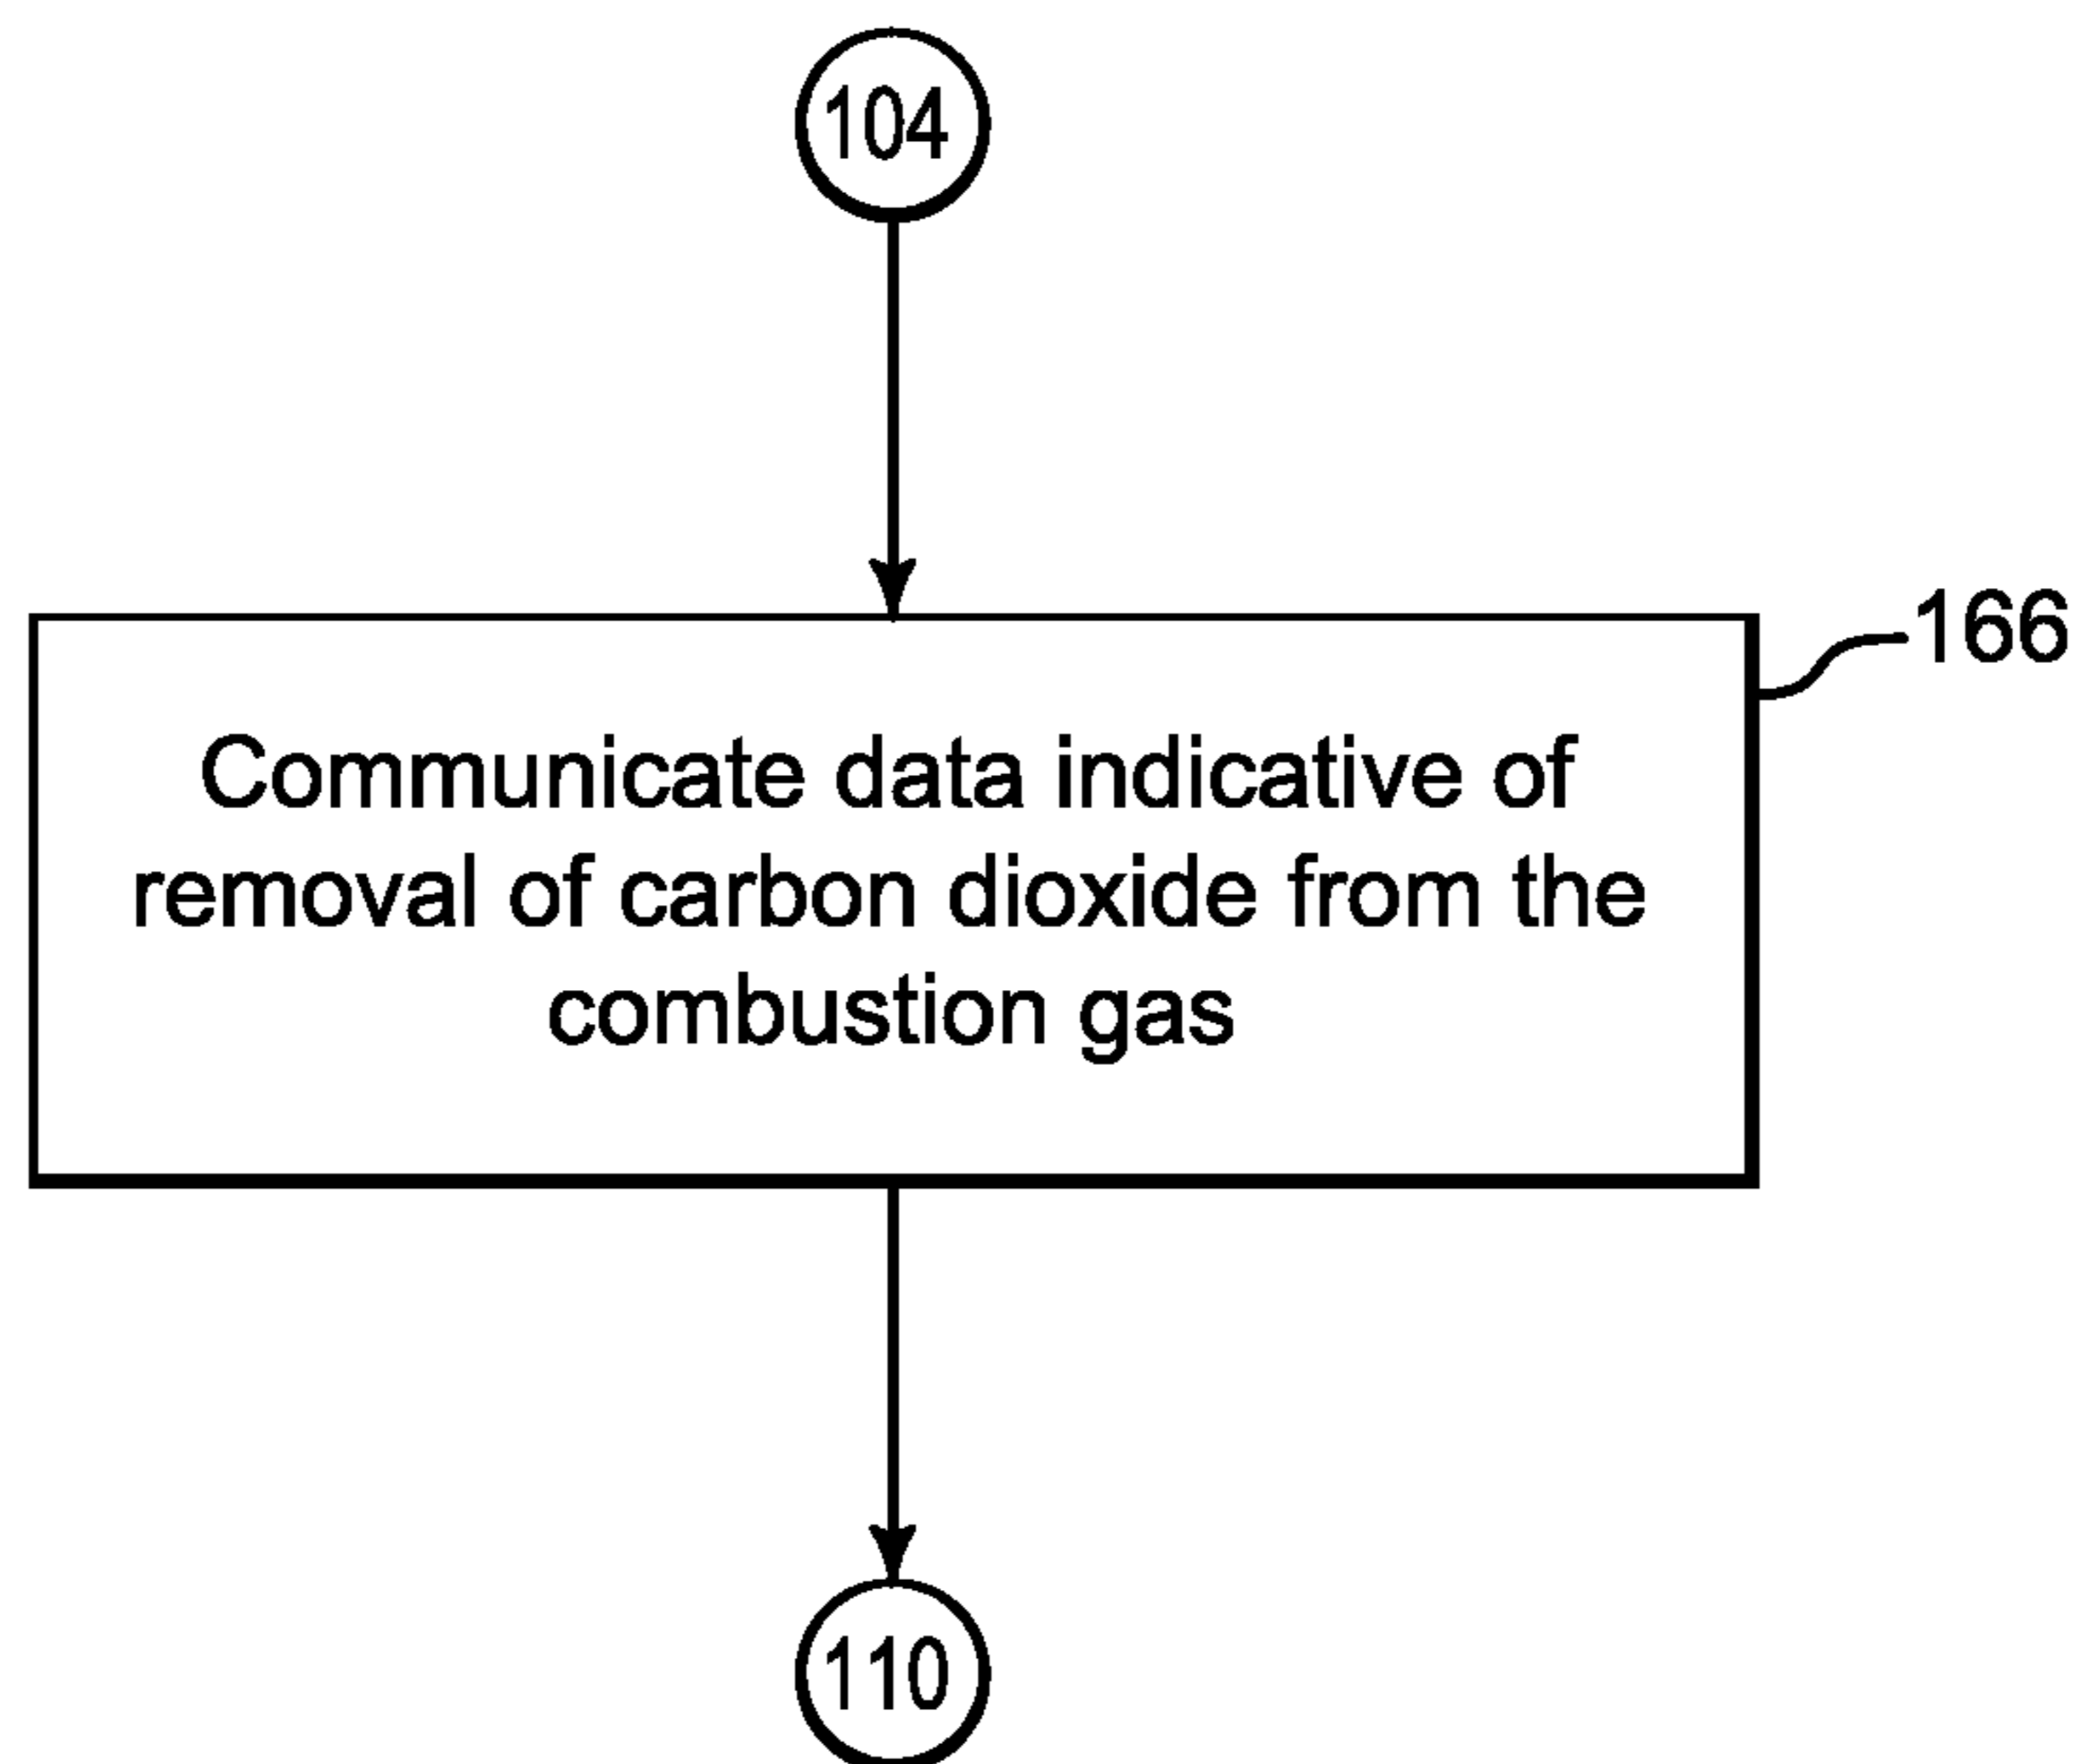 104
166
Communicate data indicative of
removal of carbon dioxide from the
combustion gas
110